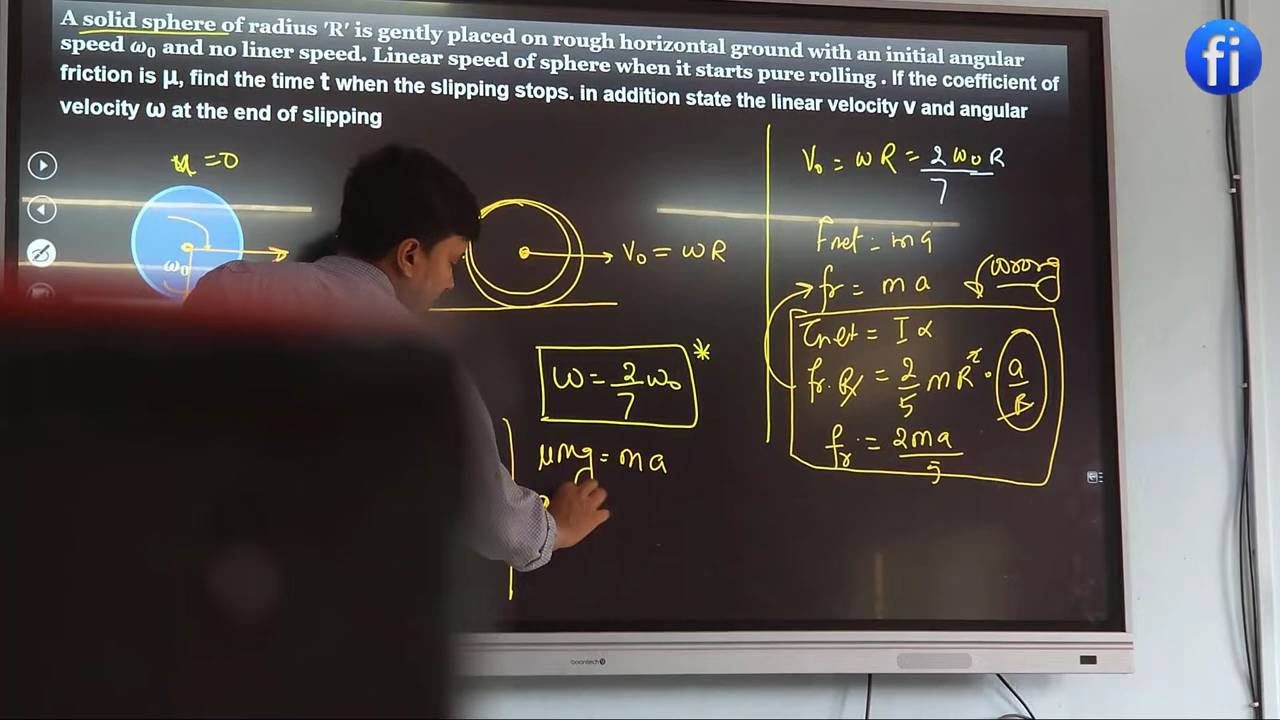 A solid sphere of radius 'R' is gently placed on rough horizontal ground with an initial angular
speed ω₀ and no liner speed. Linear speed of sphere when it starts pure rolling . If the coefficient of
friction is μ, find the time t when the slipping stops. in addition state the linear velocity v and angular
velocity ω at the end of slipping
fi
u = 0
ω₀
V₀ = ωR
ω = 2/7 ω₀ *
μmg = ma
V₀ = ωR = 2ω₀R/7
Fnet = ma
fr = ma
wrong
τnet = Iα
fr.R = 2/5 mR² . a/R
fr = 2ma/5